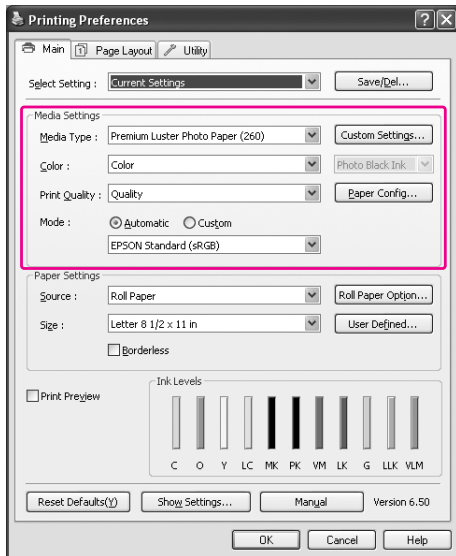 Printing Preferences
Main Page Layout Utility
Select Setting : Current Settings Save/Del...
Media Settings
Media Type : Premium Luster Photo Paper (260) Custom Settings...
Color : Color Photo Black Ink
Print Quality : Quality Paper Config...
Mode : Automatic Custom
EPSON Standard (sRGB)
Paper Settings
Source : Roll Paper Roll Paper Option...
Size : Letter 8 1/2 x 11 in User Defined...
Borderless
Print Preview
Ink Levels
C O Y LC MK PK VM LK G LLK VLM
Reset Defaults(Y) Show Settings... Manual Version 6.50
OK Cancel Help